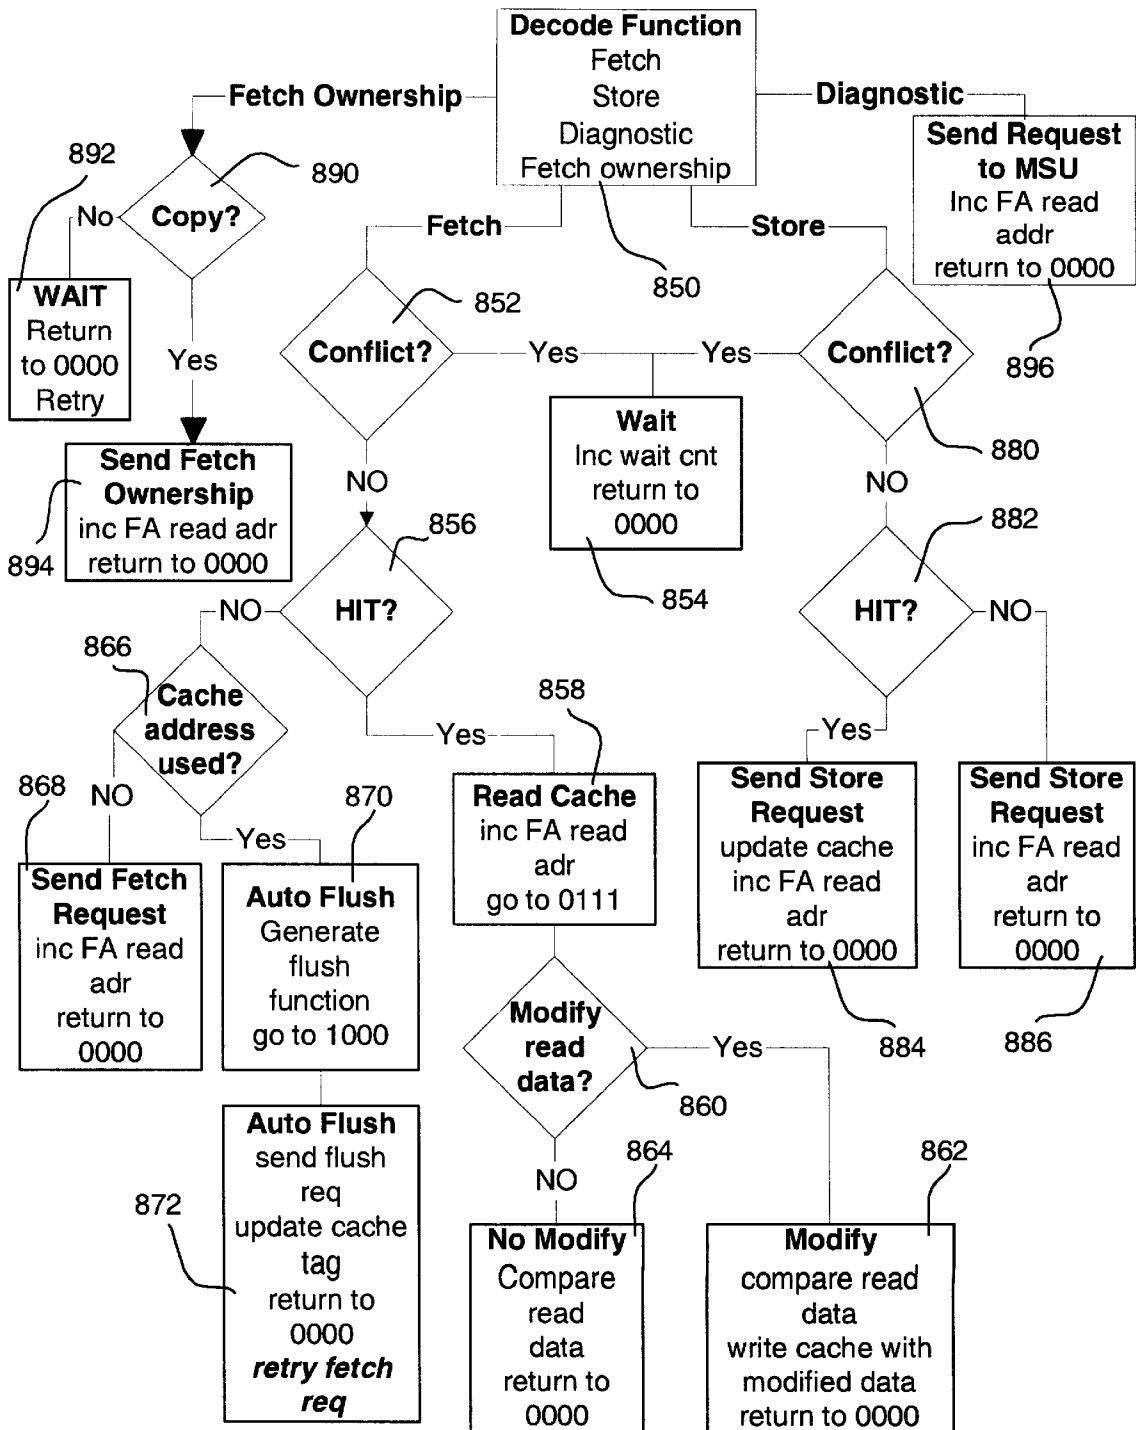 Decode Function
Fetch
Store
Diagnostic
Fetch ownership
Fetch Ownership
Diagnostic
Send Request
to MSU
Inc FA read
addr
return to 0000
892
890
Copy?
No
Fetch
Store
850
WAIT
Return
to 0000
Retry
Yes
852
Conflict?
Yes
Yes
Conflict?
896
Wait
Inc wait cnt
return to
0000
880
Send Fetch
Ownership
inc FA read adr
return to 0000
894
NO
NO
856
882
854
HIT?
NO
HIT?
NO
866
Cache
address
used?
858
Yes
Yes
868
NO
870
Yes
Read Cache
inc FA read
adr
go to 0111
Send Store
Request
update cache
inc FA read
adr
return to 0000
Send Store
Request
inc FA read
adr
return to
0000
Send Fetch
Request
inc FA read
adr
return to
0000
Auto Flush
Generate
flush
function
go to 1000
Modify
read
data?
Yes
884
886
860
Auto Flush
send flush
req
update cache
tag
return to
0000
retry fetch
req
872
NO
864
862
No Modify
Compare
read
data
return to
0000
Modify
compare read
data
write cache with
modified data
return to 0000